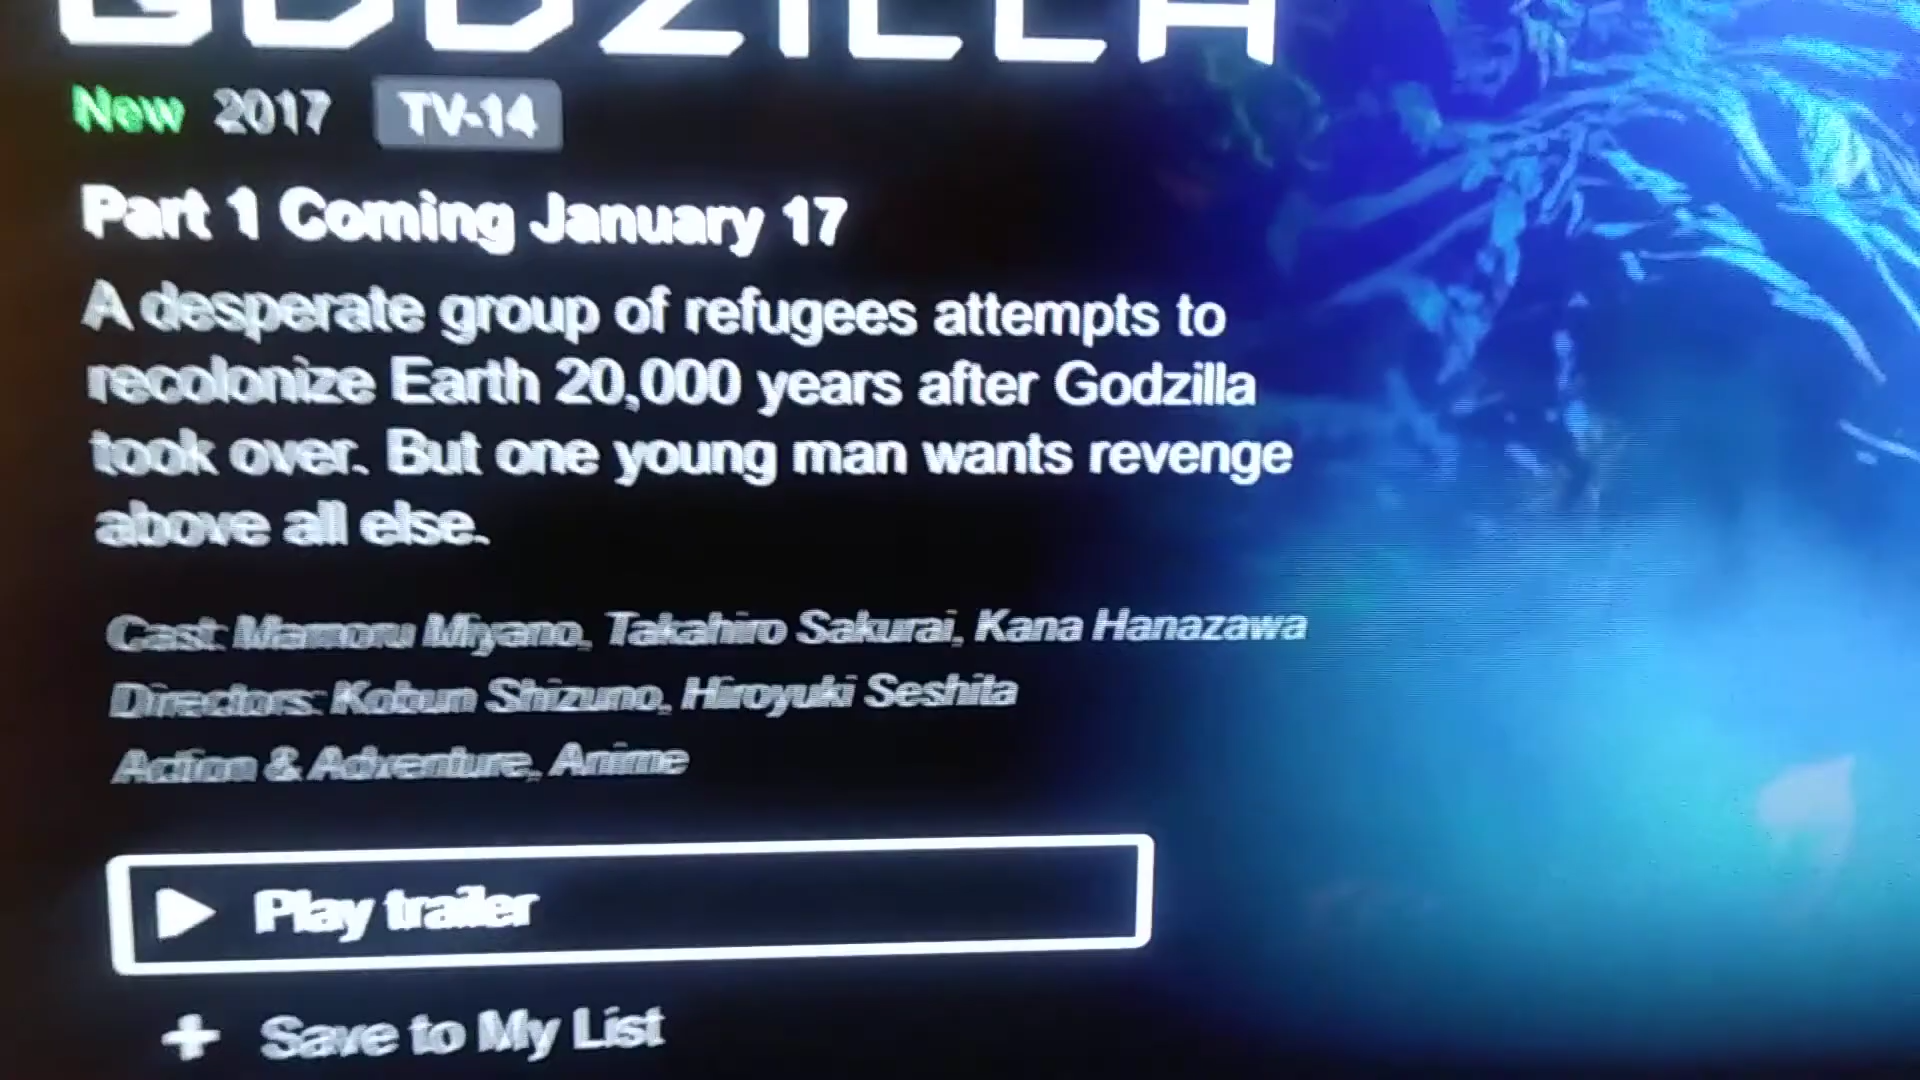 GODZILLA
New 2017 TV-14
Part 1 Coming January 17
A desperate group of refugees attempts to
recolonize Earth 20,000 years after Godzilla
took over. But one young man wants revenge
above all else.
Cast: Mamoru Miyano, Takahiro Sakurai, Kana Hanazawa
Directors: Kobun Shizuno, Hiroyuki Seshita
Action & Adventure, Anime
Play trailer
Save to My List